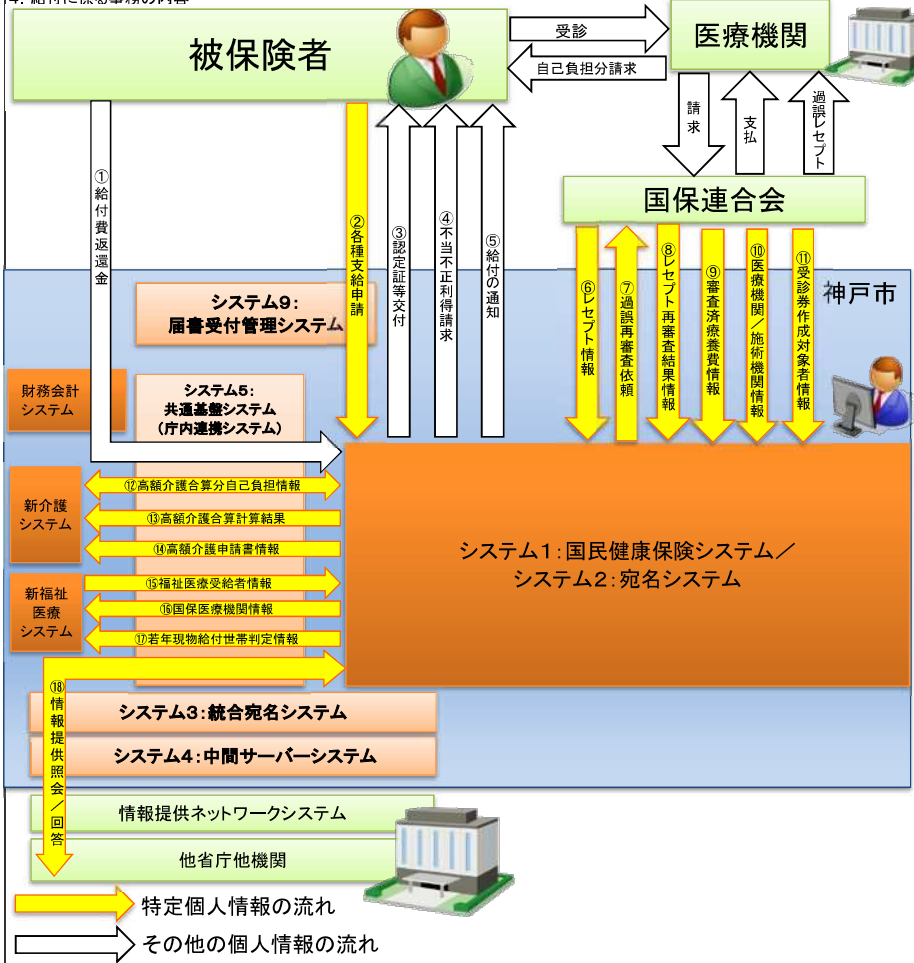 4. 給付に係る事務の内容
被保険者
受診
自己負担分請求
医療機関
請求
支払
過誤レセプト
国保連合会
①給付費返還金
②各種支給申請
③認定証等交付
④不当不正利得請求
⑤給付の通知
⑥レセプト情報
⑦過誤再審査依頼
⑧レセプト再審査結果情報
⑨審査済療養費情報
⑩医療機関/施術機関情報
⑪受診券作成対象者情報
神戸市
システム9:
届書受付管理システム
財務会計
システム
システム5:
共通基盤システム
(庁内連携システム)
新介護
システム
⑫高額介護合算分自己負担情報
⑬高額介護合算計算結果
⑭高額介護申請書情報
システム1:国民健康保険システム/
システム2:宛名システム
新福祉
医療
システム
⑮福祉医療受給者情報
⑯国保医療機関情報
⑰若年現物給付世帯判定情報
⑱情報提供照会/回答
システム3:統合宛名システム
システム4:中間サーバーシステム
情報提供ネットワークシステム
他省庁他機関
特定個人情報の流れ
その他の個人情報の流れ